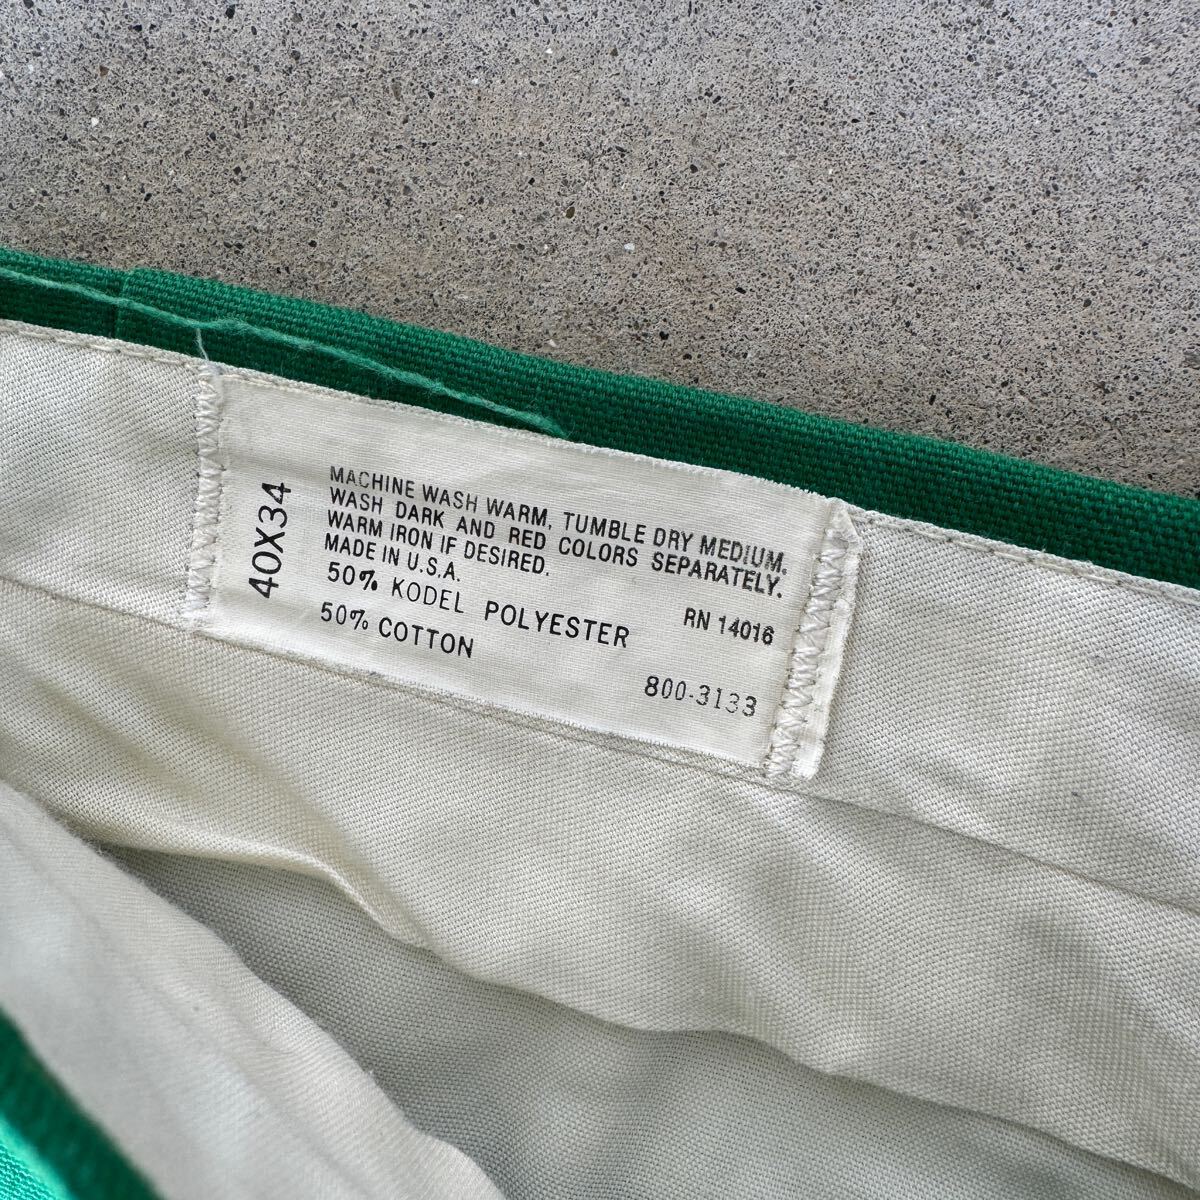 40X34
MACHINE WASH WARM, TUMBLE DRY MEDIUM.
WASH DARK AND RED COLORS SEPARATELY.
WARM IRON IF DESIRED.
MADE IN U.S.A.
RN 14016
50% KODEL POLYESTER
50% COTTON
800-3133